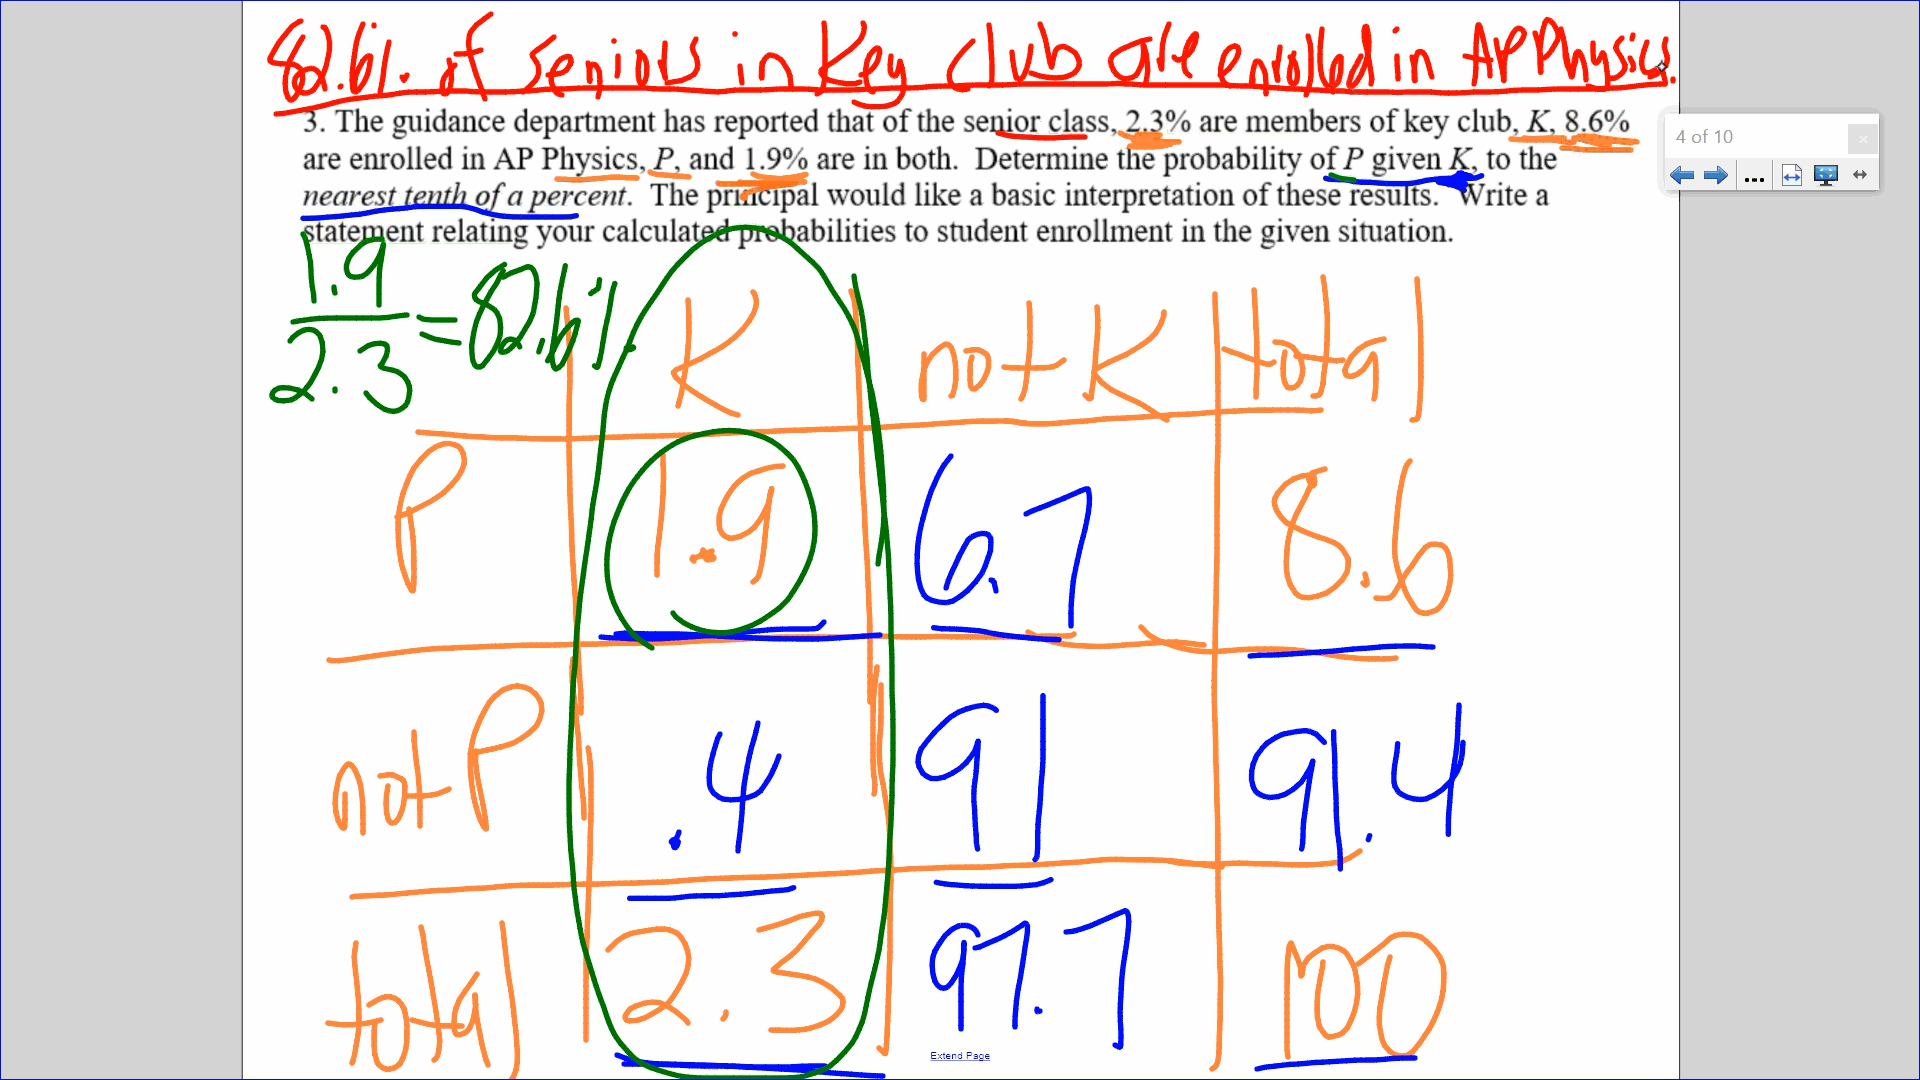 82.6%. of seniors in Key Club are enrolled in AP Physics.
3. The guidance department has reported that of the senior class, 2.3% are members of key club, K, 8.6%
are enrolled in AP Physics, P, and 1.9% are in both. Determine the probability of P given K, to the
nearest tenth of a percent. The principal would like a basic interpretation of these results. Write a
statement relating your calculated probabilities to student enrollment in the given situation.
4 of 10
1.9
2.3
= 82.6%
K not K total
P 1.9 6.7 8.6
not P .4 91 91.4
total 2.3 97.7 100
Extend Page